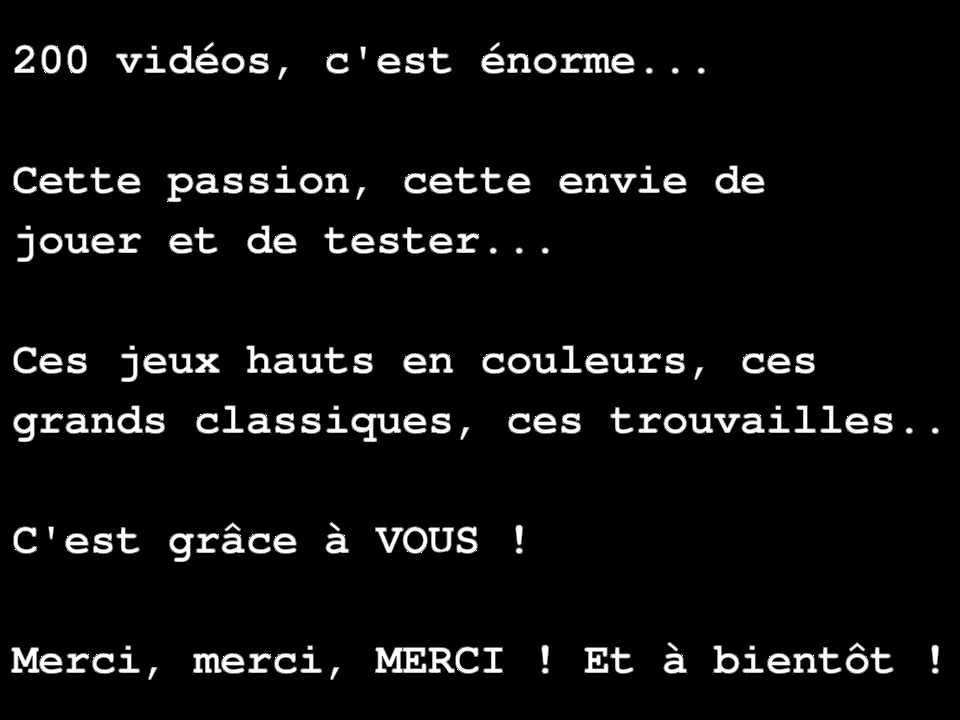 200 vidéos, c'est énorme...
Cette passion, cette envie de
jouer et de tester...
Ces jeux hauts en couleurs, ces
grands classiques, ces trouvailles..
C'est grâce à VOUS !
Merci, merci, MERCI ! Et à bientôt !